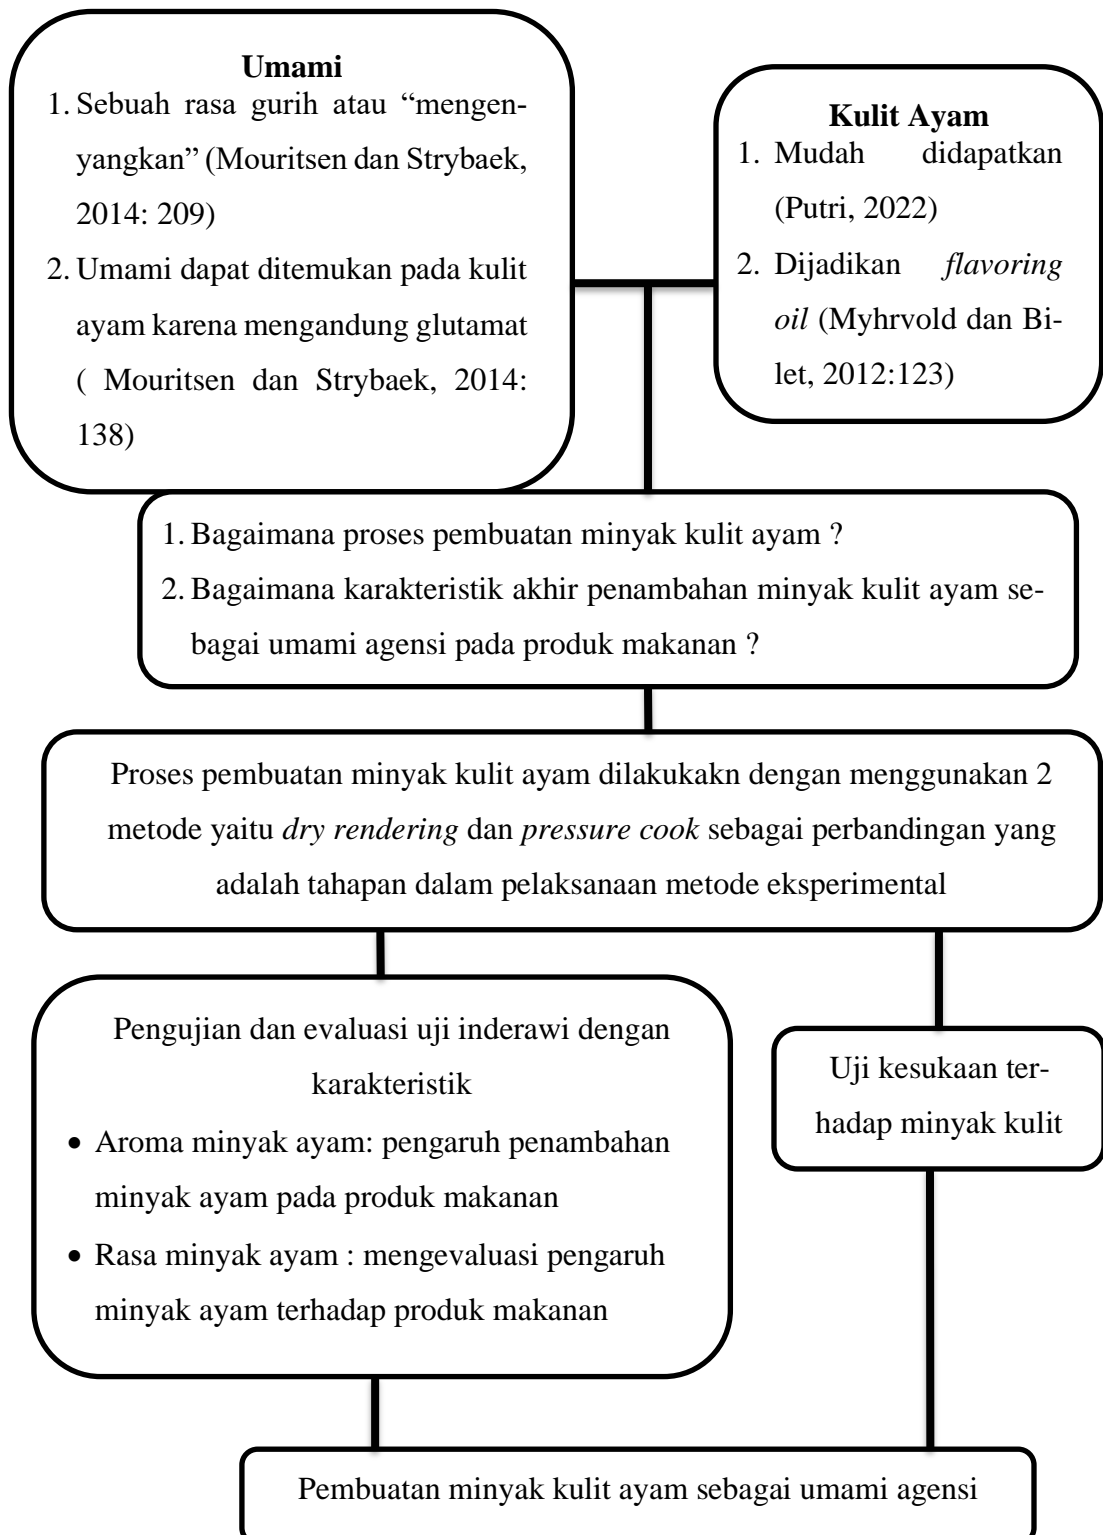 Umami
1. Sebuah rasa gurih atau “mengen-
yangkan” (Mouritsen dan Strybaek,
2014: 209)
2. Umami dapat ditemukan pada kulit
ayam karena mengandung glutamat
( Mouritsen dan Strybaek, 2014:
138)
Kulit Ayam
1. Mudah didapatkan
(Putri, 2022)
2. Dijadikan flavoring
oil (Myhrvold dan Bi-
let, 2012:123)
1. Bagaimana proses pembuatan minyak kulit ayam ?
2. Bagaimana karakteristik akhir penambahan minyak kulit ayam se-
bagai umami agensi pada produk makanan ?
Proses pembuatan minyak kulit ayam dilakukakn dengan menggunakan 2
metode yaitu dry rendering dan pressure cook sebagai perbandingan yang
adalah tahapan dalam pelaksanaan metode eksperimental
Pengujian dan evaluasi uji inderawi dengan
karakteristik
• Aroma minyak ayam: pengaruh penambahan
minyak ayam pada produk makanan
• Rasa minyak ayam : mengevaluasi pengaruh
minyak ayam terhadap produk makanan
Uji kesukaan ter-
hadap minyak kulit
Pembuatan minyak kulit ayam sebagai umami agensi